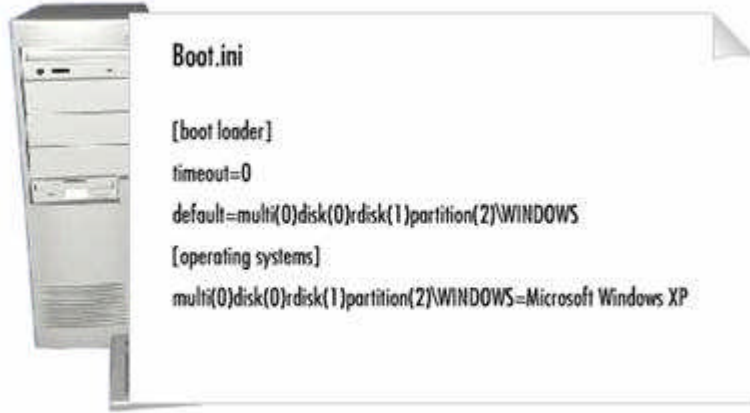 Boot.ini
[boot loader]
timeout=0
default=multi(0)disk(0)rdisk(1)partition(2)\WINDOWS
[operating systems]
multi(0)disk(0)rdisk(1)partition(2)\WINDOWS=Microsoft Windows XP